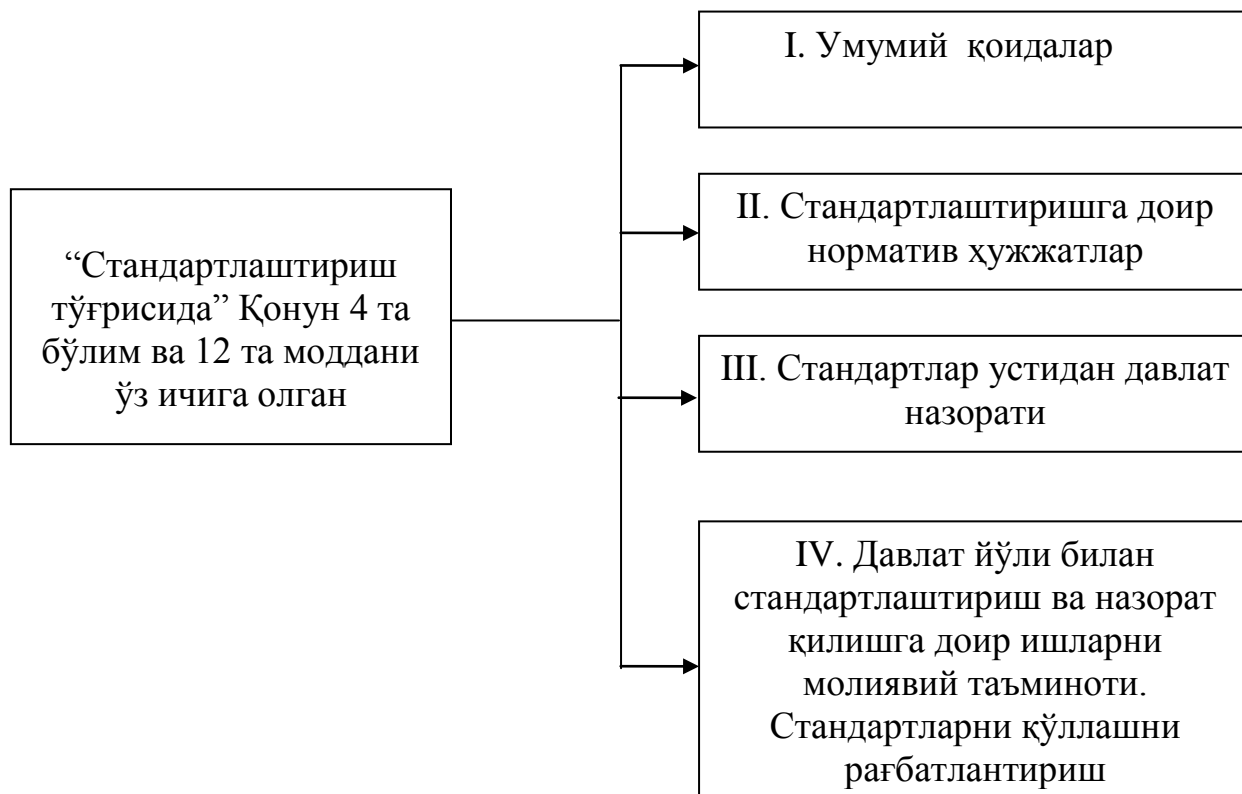 “Стандартлаштириш
тўғрисида” Қонун 4 та
бўлим ва 12 та моддани
ўз ичига олган
I. Умумий қоидалар
II. Стандартлаштиришга доир
норматив ҳужжатлар
III. Стандартлар устидан давлат
назорати
IV. Давлат йўли билан
стандартлаштириш ва назорат
қилишга доир ишларни
молиявий таъминоти.
Стандартларни қўллашни
рағбатлантириш